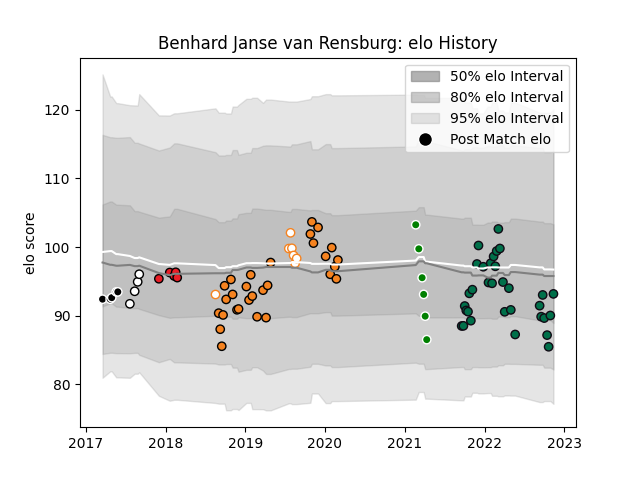 Benhard Janse van Rensburg: elo History
50% elo Interval
80% elo Interval
95% elo Interval
Post Match elo
elo score
120
110
100
90
80
2017
2018
2019
2020
2021
2022
2023